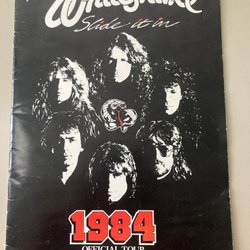 Whitesnake
Slide it in
1984
OFFICIAL TOUR